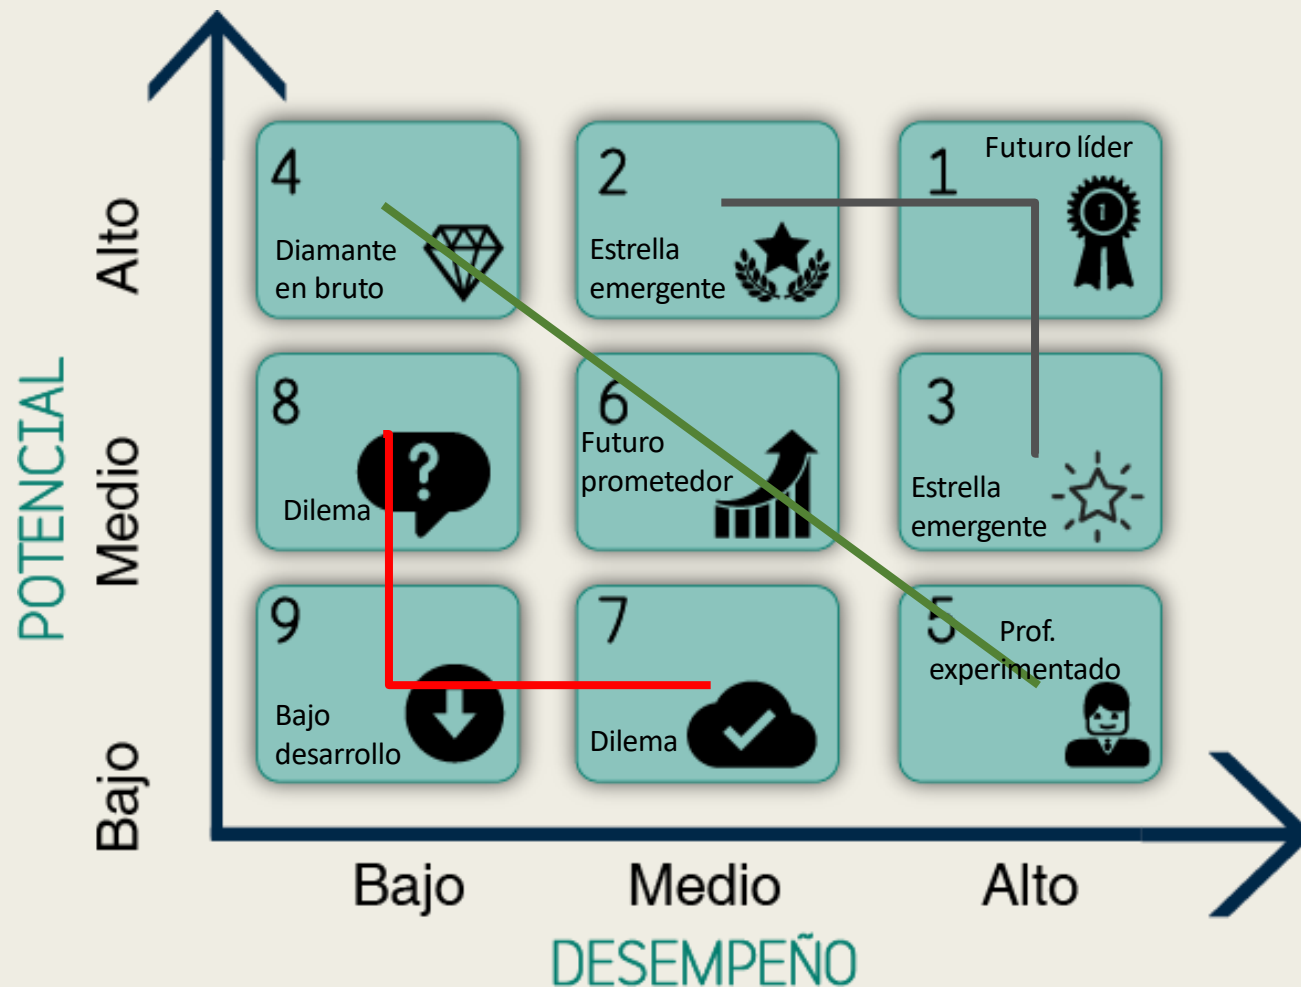 POTENCIAL
Alto
Medio
Bajo
4
Diamante
en bruto
2
Estrella
emergente
1
Futuro líder
1
8
?
Dilema
6
Futuro
prometedor
3
Estrella
emergente
9
Bajo
desarrollo
7
Dilema
5
Prof.
experimentado
Bajo
Medio
Alto
DESEMPEÑO